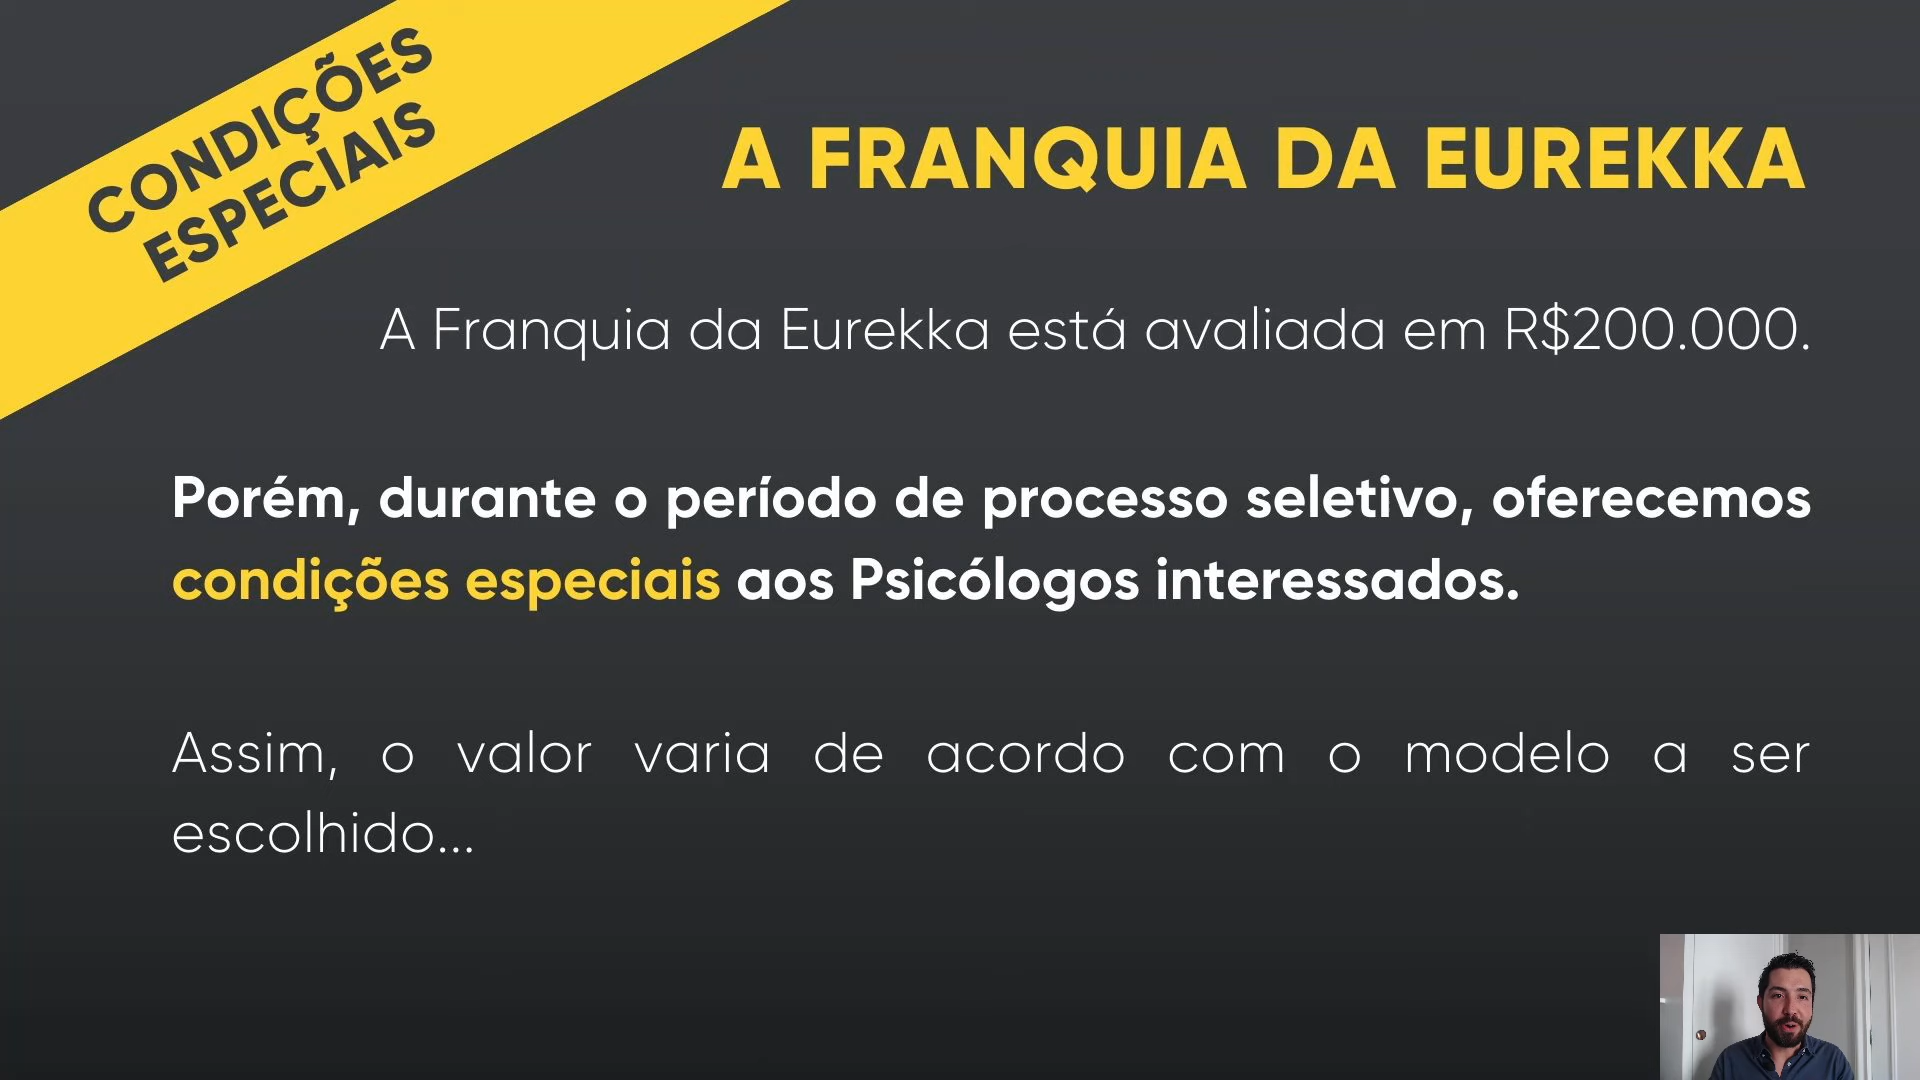 CONDIÇÕES
ESPECIAIS
A FRANQUIA DA EUREKKA
A Franquia da Eurekka está avaliada em R$200.000.
Porém, durante o período de processo seletivo, oferecemos
condições especiais aos Psicólogos interessados.
Assim, o valor varia de acordo com o modelo a ser
escolhido...